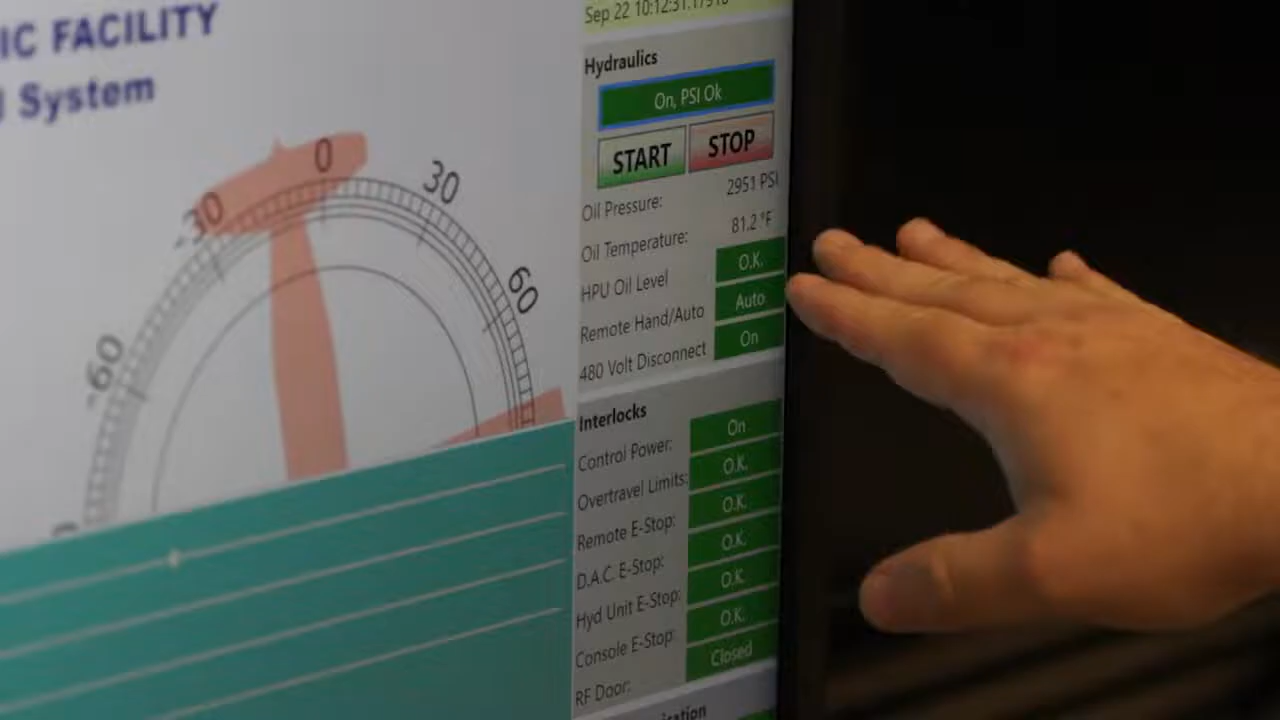 IC FACILITY
System
0
30
-30
60
-60
Sep 22 10:12:31.17910
Hydraulics
On, PSI Ok
START STOP
Oil Pressure: 2951 PSI
Oil Temperature: 81.2 °F
HPU Oil Level O.K.
Remote Hand/Auto Auto
480 Volt Disconnect On
Interlocks
Control Power: On
Overtravel Limits: O.K.
Remote E-Stop: O.K.
D.A.C. E-Stop: O.K.
Hyd Unit E-Stop: O.K.
Console E-Stop: O.K.
RF Door: Closed